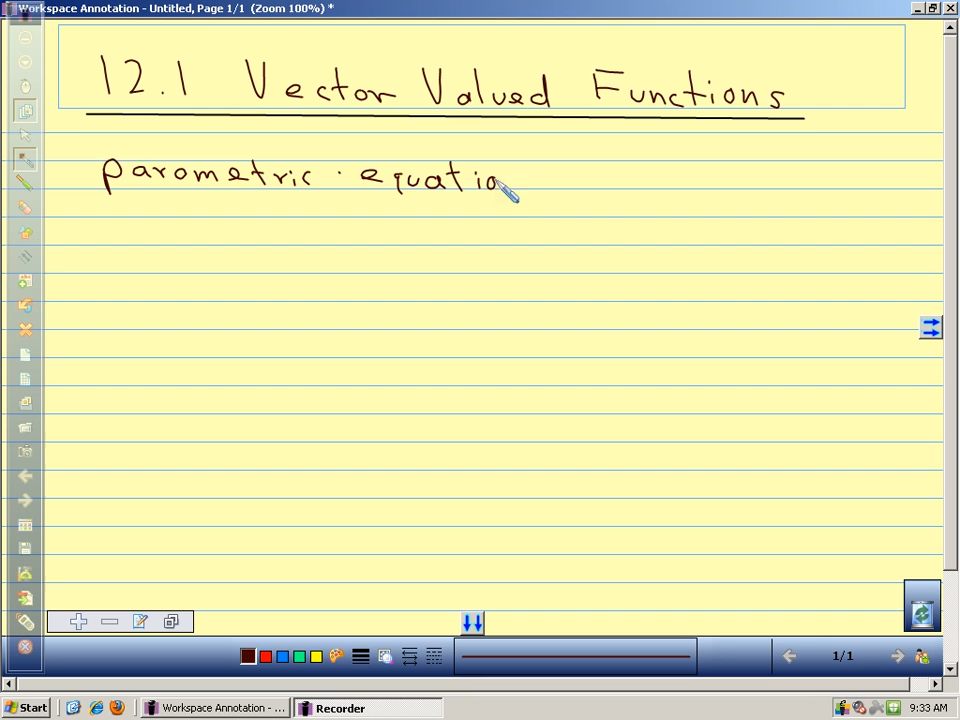 Workspace Annotation - Untitled, Page 1/1 (Zoom 100%) *
12.1 Vector Valued Functions
parametric equatio
1/1
Start
Workspace Annotation - ...
Recorder
9:33 AM